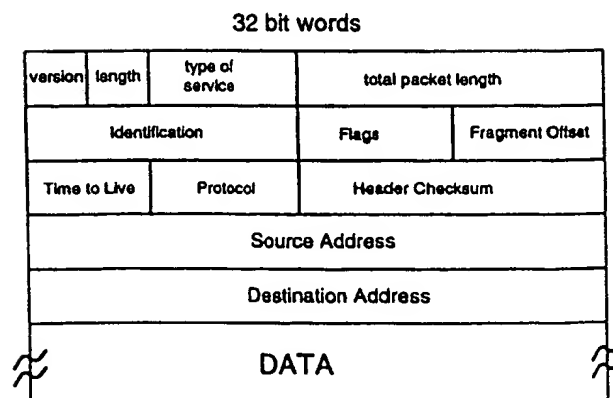 32 bit words
version length type of service total packet length
Identification Flags Fragment Offset
Time to Live Protocol Header Checksum
Source Address
Destination Address
DATA